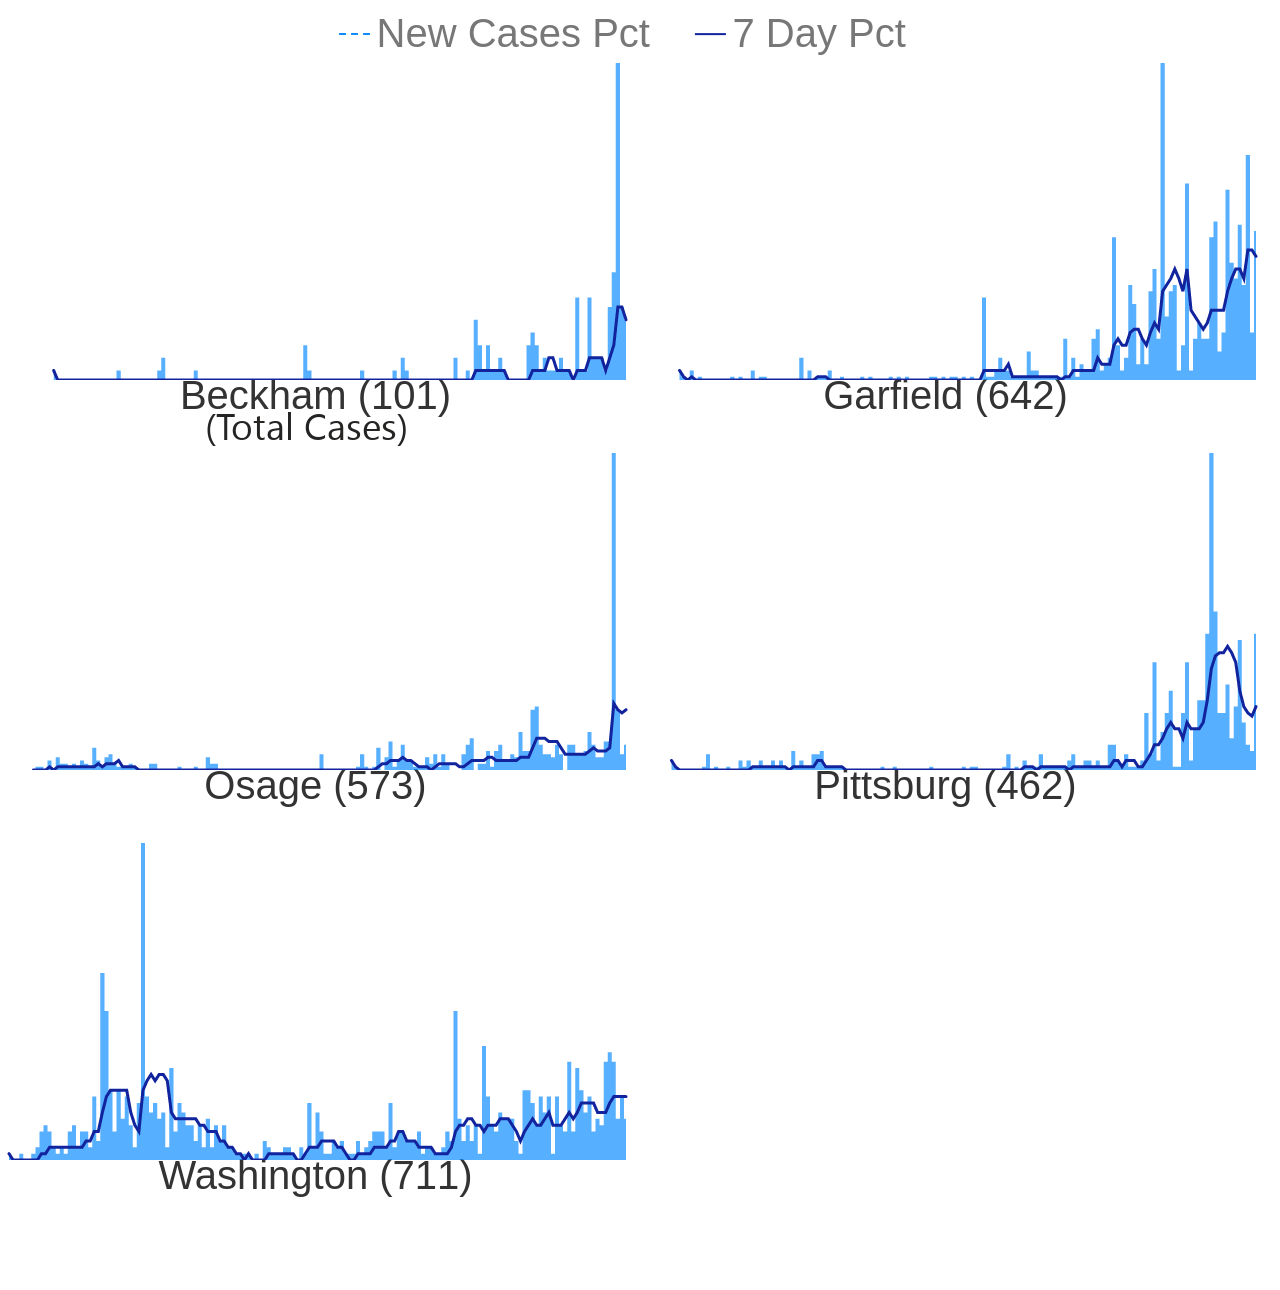 New Cases Pct 7 Day Pct
Beckham (101) Garfield (642)
(Total Cases)
Osage (573) Pittsburg (462)
Washington (711)